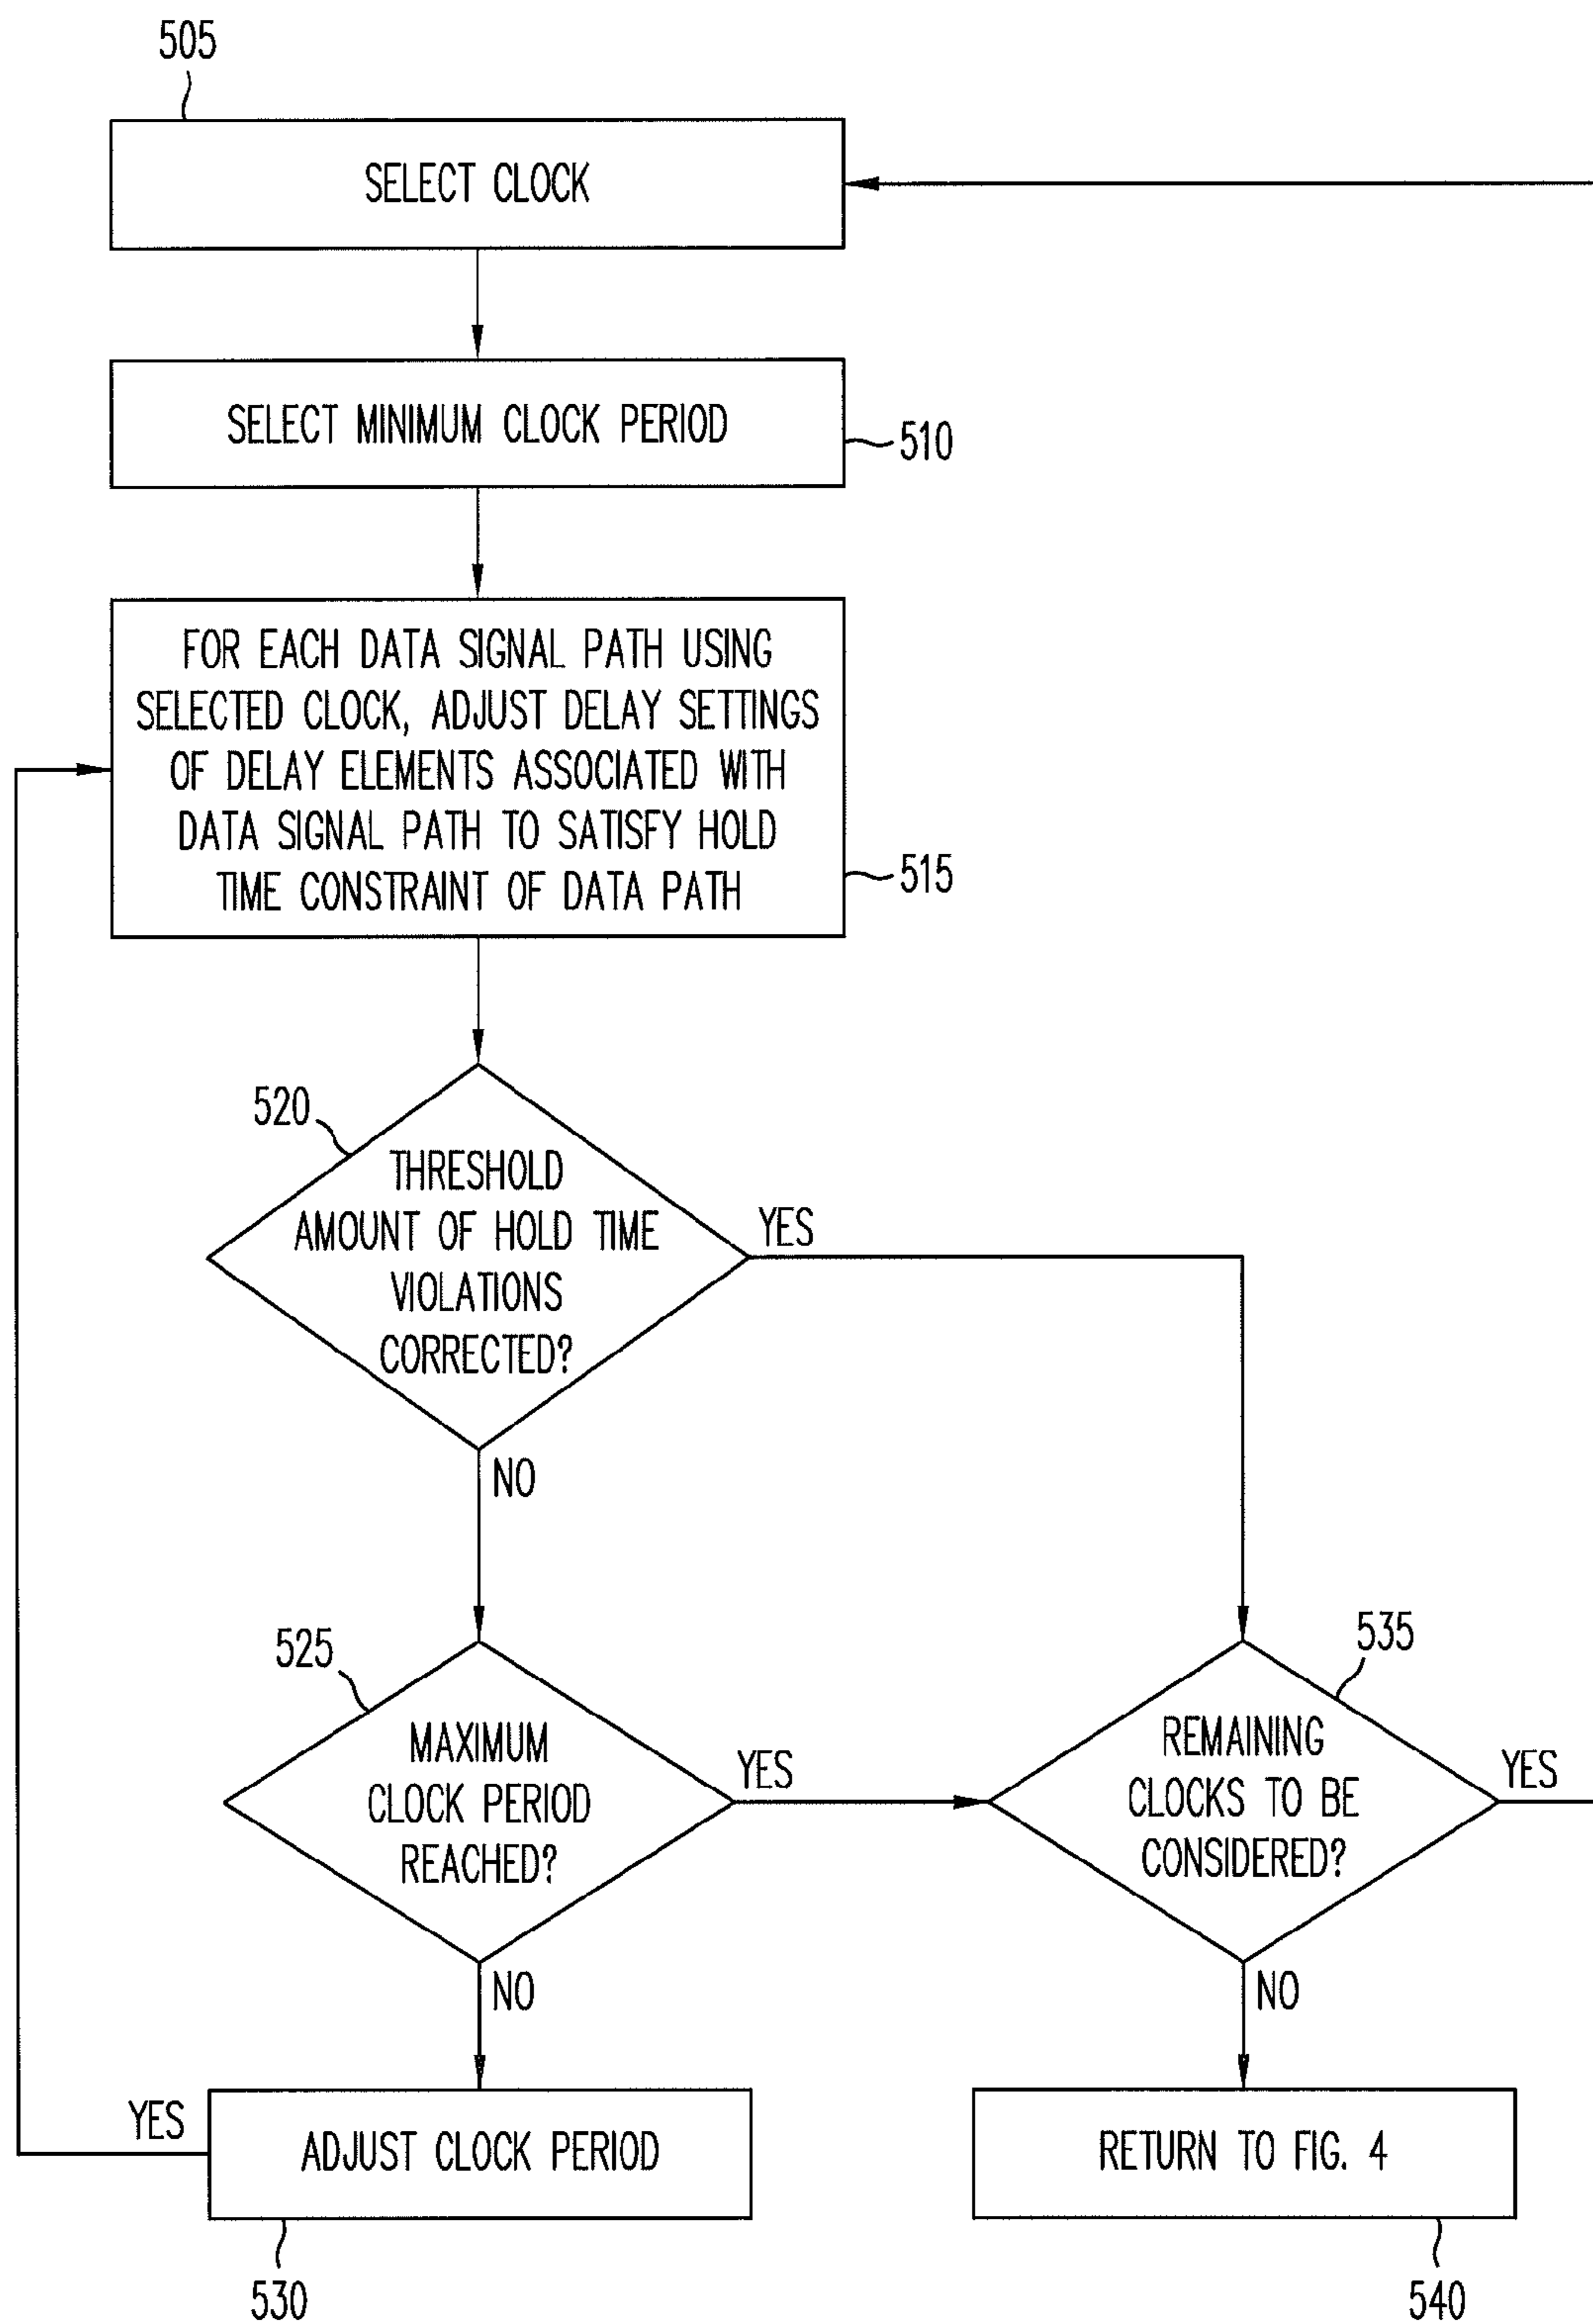 505
SELECT CLOCK
SELECT MINIMUM CLOCK PERIOD
510
FOR EACH DATA SIGNAL PATH USING
SELECTED CLOCK, ADJUST DELAY SETTINGS
OF DELAY ELEMENTS ASSOCIATED WITH
DATA SIGNAL PATH TO SATISFY HOLD
TIME CONSTRAINT OF DATA PATH
515
520
THRESHOLD
AMOUNT OF HOLD TIME
VIOLATIONS
CORRECTED?
YES
NO
525
MAXIMUM
CLOCK PERIOD
REACHED?
YES
NO
535
REMAINING
CLOCKS TO BE
CONSIDERED?
YES
NO
YES
ADJUST CLOCK PERIOD
530
RETURN TO FIG. 4
540